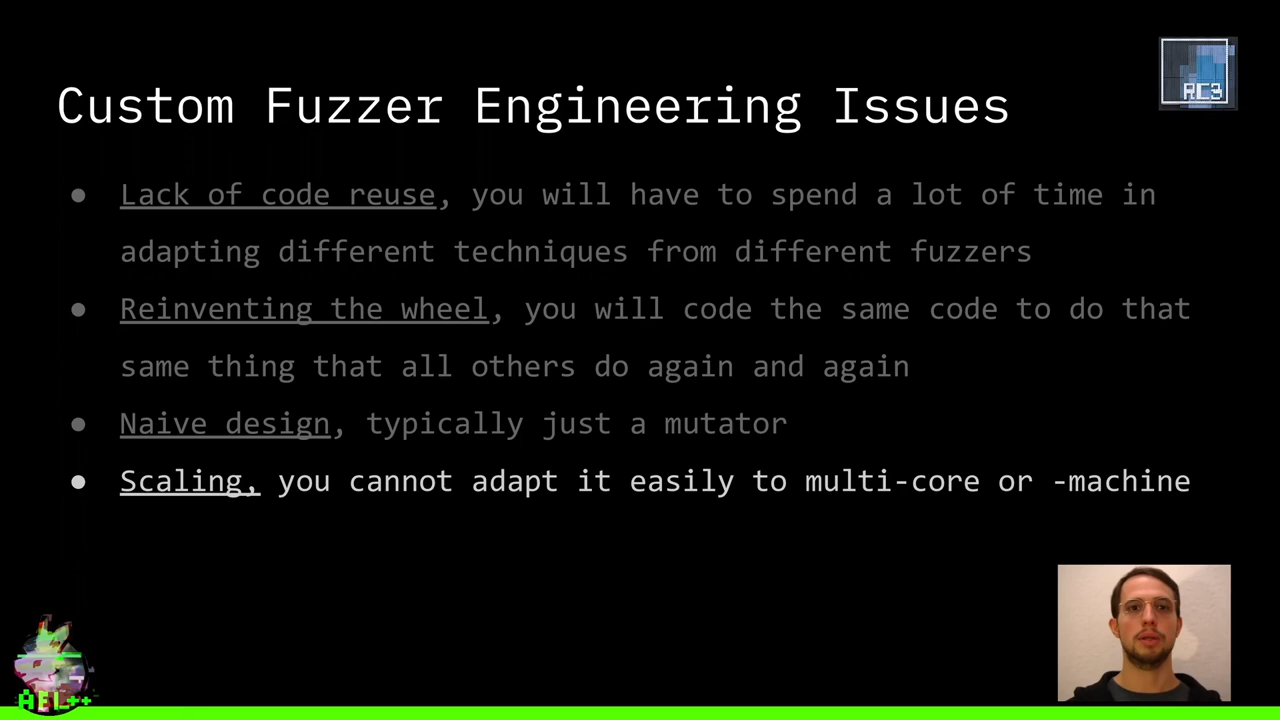 RC3
Custom Fuzzer Engineering Issues
● Lack of code reuse, you will have to spend a lot of time in
adapting different techniques from different fuzzers
● Reinventing the wheel, you will code the same code to do that
same thing that all others do again and again
● Naive design, typically just a mutator
● Scaling, you cannot adapt it easily to multi-core or -machine
AFL++